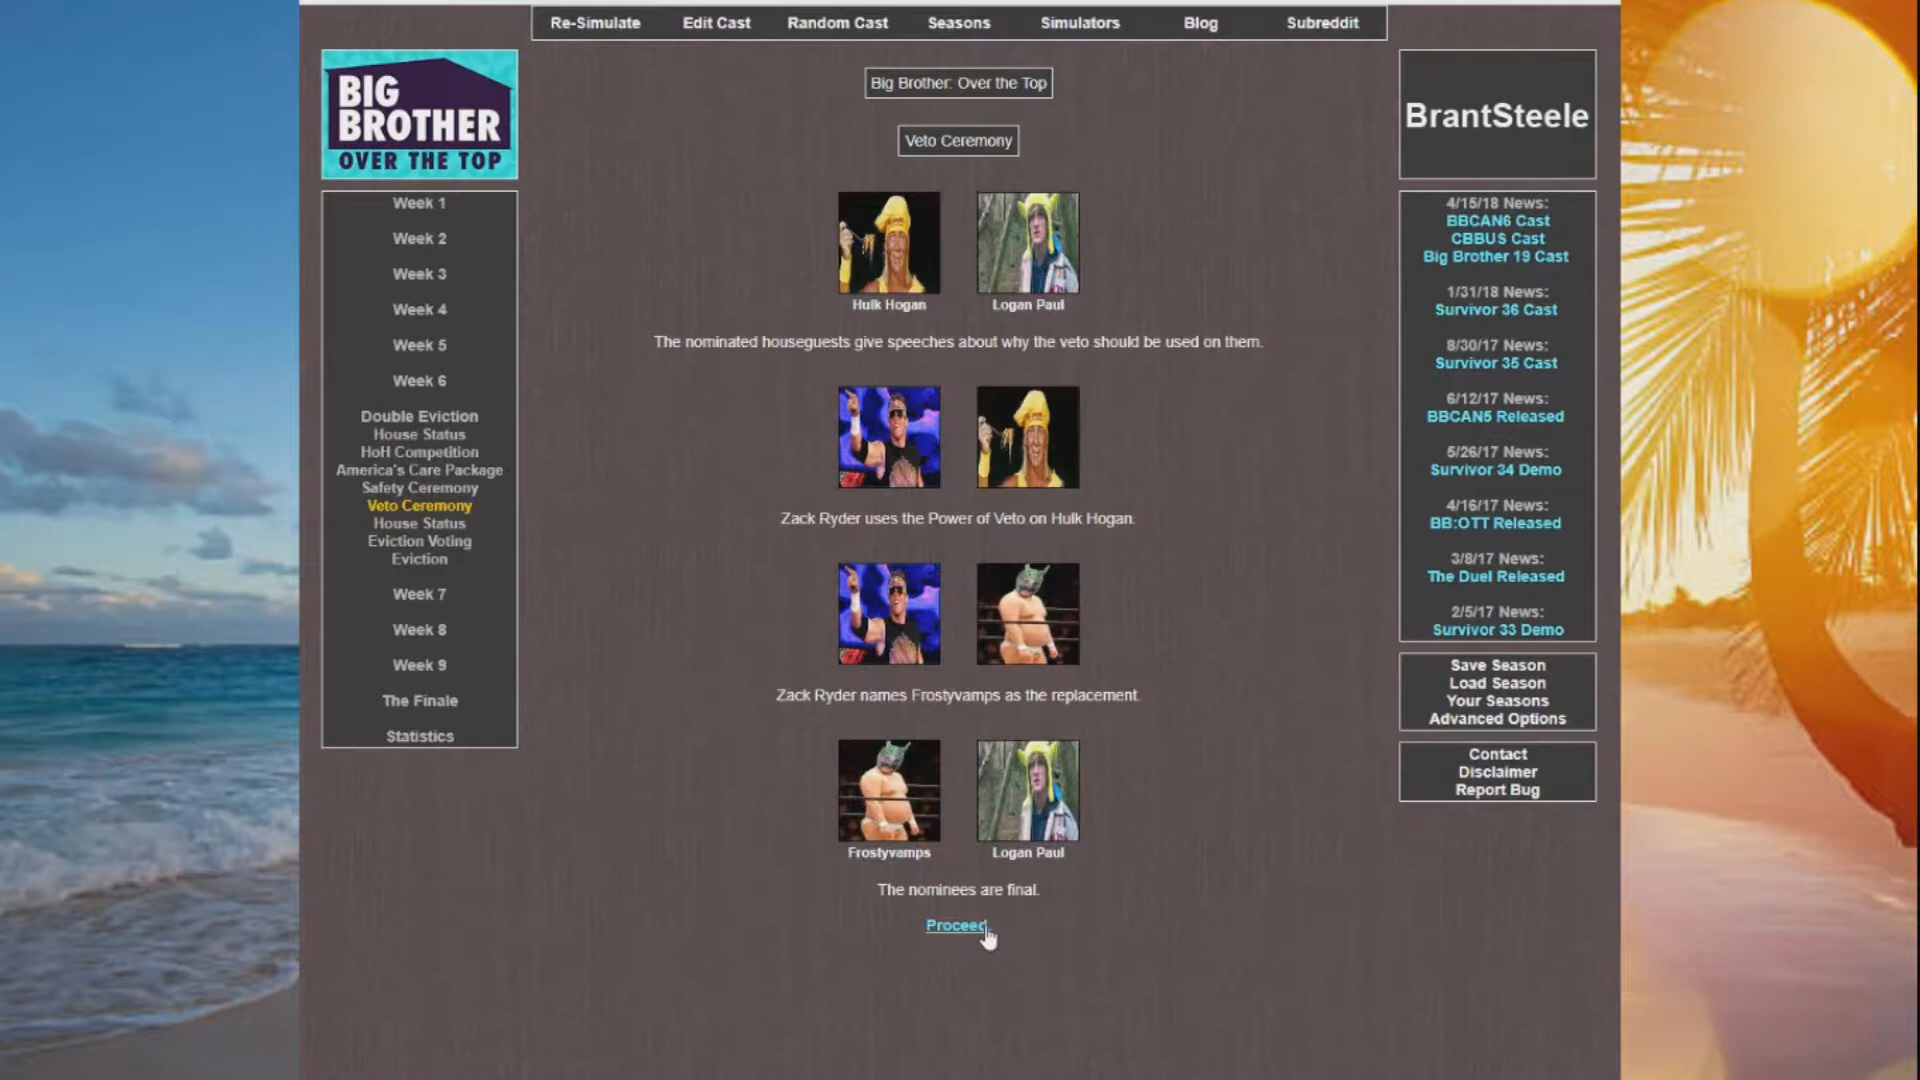 Re-Simulate Edit Cast Random Cast Seasons Simulators Blog Subreddit
BIG
BROTHER
OVER THE TOP
Week 1
Week 2
Week 3
Week 4
Week 5
Week 6
Double Eviction
House Status
HoH Competition
America's Care Package
Safety Ceremony
Veto Ceremony
House Status
Eviction Voting
Eviction
Week 7
Week 8
Week 9
The Finale
Statistics
Big Brother: Over the Top
Veto Ceremony
Hulk Hogan Logan Paul
The nominated houseguests give speeches about why the veto should be used on them.
Zack Ryder uses the Power of Veto on Hulk Hogan.
Zack Ryder names Frostyvamps as the replacement.
Frostyvamps Logan Paul
The nominees are final.
Proceed
BrantSteele
4/15/18 News:
BBCAN6 Cast
CBBUS Cast
Big Brother 19 Cast
1/31/18 News:
Survivor 36 Cast
8/30/17 News:
Survivor 35 Cast
6/12/17 News:
BBCAN5 Released
5/26/17 News:
Survivor 34 Demo
4/16/17 News:
BB:OTT Released
3/8/17 News:
The Duel Released
2/5/17 News:
Survivor 33 Demo
Save Season
Load Season
Your Seasons
Advanced Options
Contact
Disclaimer
Report Bug